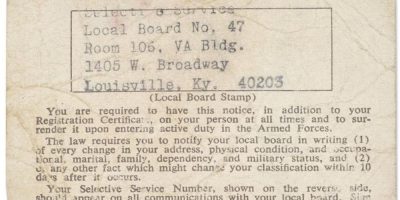 Selective Service
Local Board No. 47
Room 106, VA Bldg.
1405 W. Broadway
Louisville, Ky. 40203
(Local Board Stamp)
You are required to have this notice, in addition to your
Registration Certificate, on your person at all times and to sur-
render it upon entering active duty in the Armed Forces.
The law requires you to notify your local board in writing (1)
of every change in your address, physical condition, and occupa-
tional, marital, family, dependency, and military status, and (2)
of any other fact which might change your classification within 10
days after it occurs.
Your Selective Service Number, shown on the reverse side,
should appear on all communications with your local board.